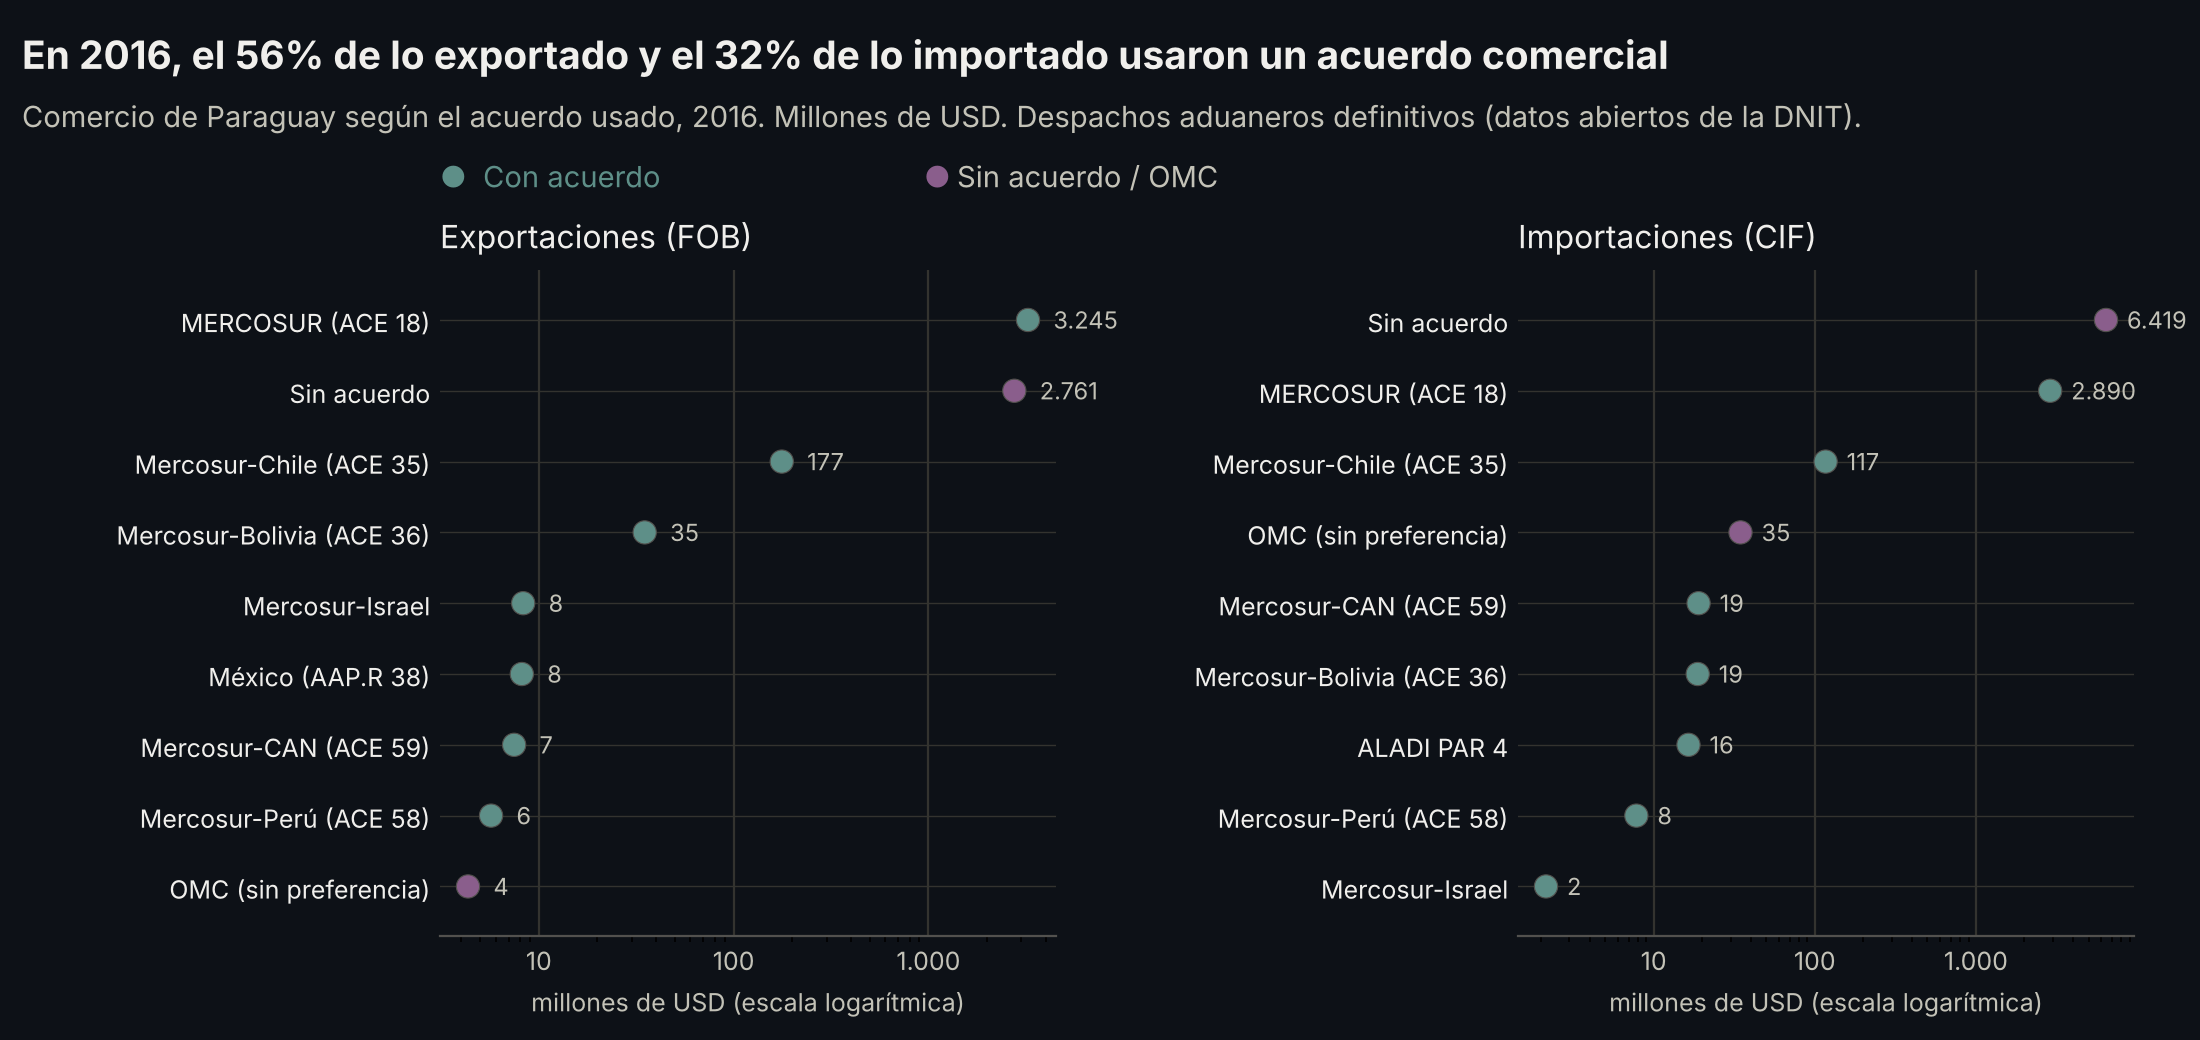 En 2016, el 56% de lo exportado y el 32% de lo importado usaron un acuerdo comercial
Comercio de Paraguay según el acuerdo usado, 2016. Millones de USD. Despachos aduaneros definitivos (datos abiertos de la DNIT).
Con acuerdo
Sin acuerdo / OMC
Exportaciones (FOB)
MERCOSUR (ACE 18) 3.245
Sin acuerdo 2.761
Mercosur-Chile (ACE 35) 177
Mercosur-Bolivia (ACE 36) 35
Mercosur-Israel 8
México (AAP.R 38) 8
Mercosur-CAN (ACE 59) 7
Mercosur-Perú (ACE 58) 6
OMC (sin preferencia) 4
10 100 1.000
millones de USD (escala logarítmica)
Importaciones (CIF)
Sin acuerdo 6.419
MERCOSUR (ACE 18) 2.890
Mercosur-Chile (ACE 35) 117
OMC (sin preferencia) 35
Mercosur-CAN (ACE 59) 19
Mercosur-Bolivia (ACE 36) 19
ALADI PAR 4 16
Mercosur-Perú (ACE 58) 8
Mercosur-Israel 2
10 100 1.000
millones de USD (escala logarítmica)